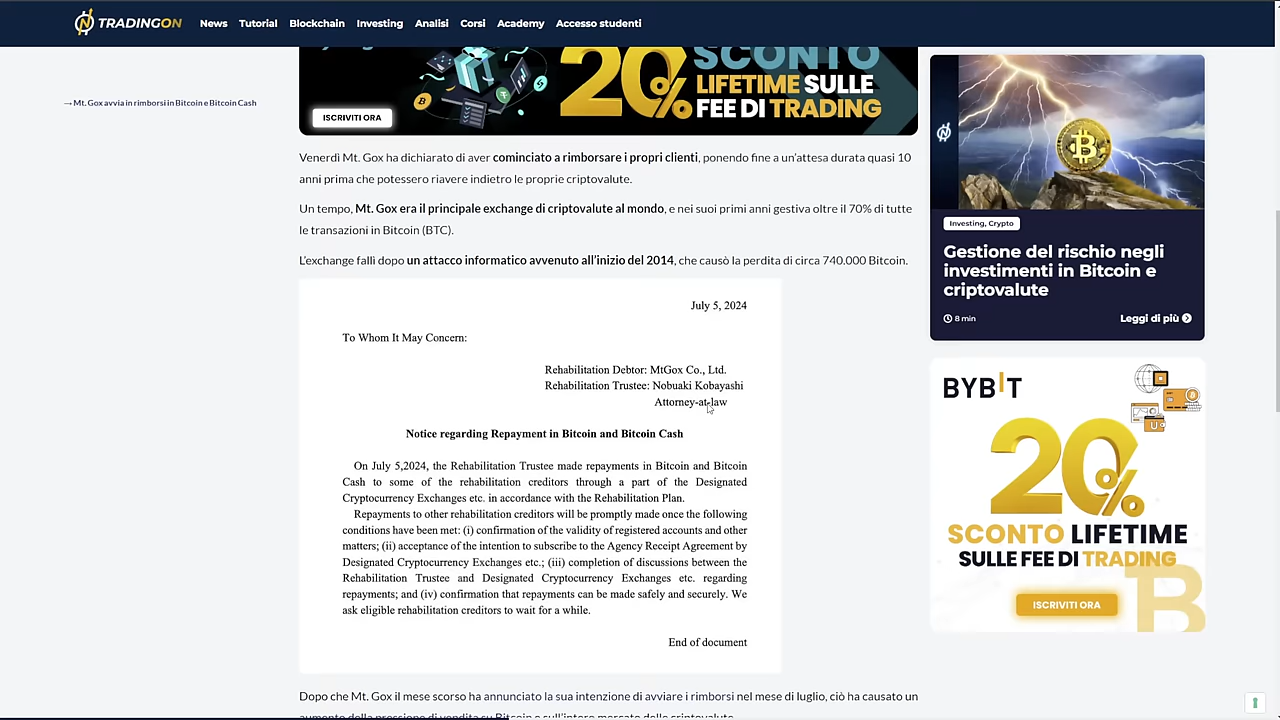 TRADINGON
News Tutorial Blockchain Investing Analisi Corsi Academy Accesso studenti
→ Mt. Gox avvia in rimborsi in Bitcoin e Bitcoin Cash
20% SCONTO
LIFETIME SULLE
FEE DI TRADING
ISCRIVITI ORA
Venerdì Mt. Gox ha dichiarato di aver cominciato a rimborsare i propri clienti, ponendo fine a un'attesa durata quasi 10
anni prima che potessero riavere indietro le proprie criptovalute.
Un tempo, Mt. Gox era il principale exchange di criptovalute al mondo, e nei suoi primi anni gestiva oltre il 70% di tutte
le transazioni in Bitcoin (BTC).
L'exchange fallì dopo un attacco informatico avvenuto all'inizio del 2014, che causò la perdita di circa 740.000 Bitcoin.
July 5, 2024
To Whom It May Concern:
Rehabilitation Debtor: MtGox Co., Ltd.
Rehabilitation Trustee: Nobuaki Kobayashi
Attorney-at-law
Notice regarding Repayment in Bitcoin and Bitcoin Cash
On July 5,2024, the Rehabilitation Trustee made repayments in Bitcoin and Bitcoin
Cash to some of the rehabilitation creditors through a part of the Designated
Cryptocurrency Exchanges etc. in accordance with the Rehabilitation Plan.
Repayments to other rehabilitation creditors will be promptly made once the following
conditions have been met: (i) confirmation of the validity of registered accounts and other
matters; (ii) acceptance of the intention to subscribe to the Agency Receipt Agreement by
Designated Cryptocurrency Exchanges etc.; (iii) completion of discussions between the
Rehabilitation Trustee and Designated Cryptocurrency Exchanges etc. regarding
repayments; and (iv) confirmation that repayments can be made safely and securely. We
ask eligible rehabilitation creditors to wait for a while.
End of document
Dopo che Mt. Gox il mese scorso ha annunciato la sua intenzione di avviare i rimborsi nel mese di luglio, ciò ha causato un
aumento della pressione di vendita su Bitcoin e sull'intero mercato delle criptovalute.
Investing, Crypto
Gestione del rischio negli
investimenti in Bitcoin e
criptovalute
8 min Leggi di più
BYBIT
20%
SCONTO LIFETIME
SULLE FEE DI TRADING
ISCRIVITI ORA